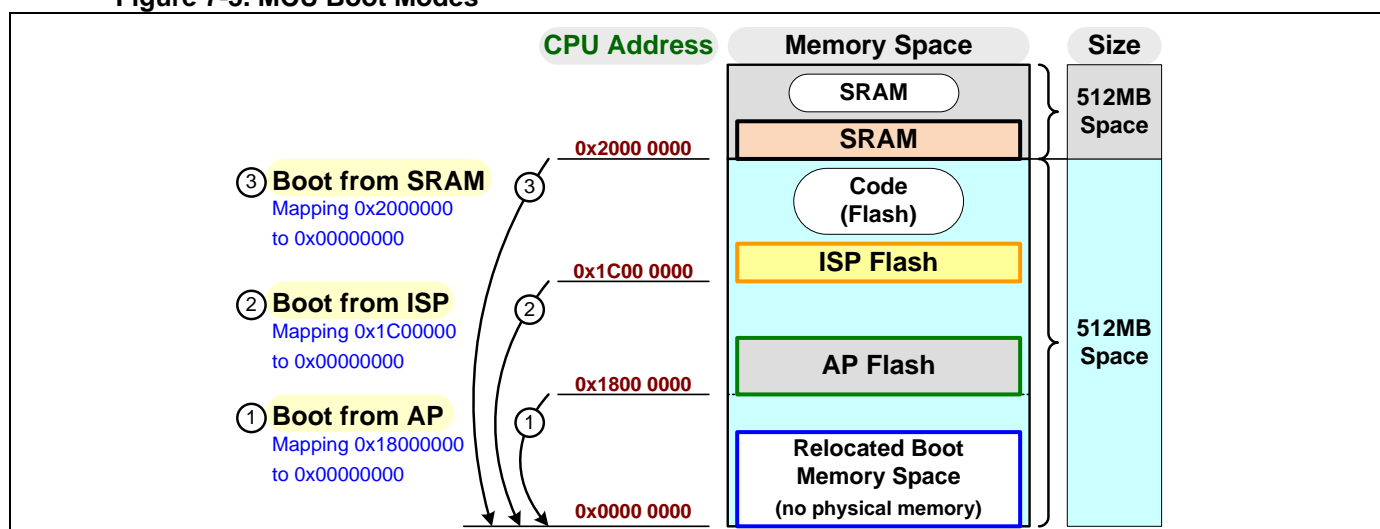 Figure 7-3. MCU Boot Modes
CPU Address
Memory Space
Size
SRAM
512MB
Space
SRAM
0x2000 0000
③ Boot from SRAM
Mapping 0x2000000
to 0x00000000
③
Code
(Flash)
ISP Flash
0x1C00 0000
② Boot from ISP
Mapping 0x1C00000
to 0x00000000
②
512MB
Space
AP Flash
0x1800 0000
① Boot from AP
Mapping 0x18000000
to 0x00000000
①
Relocated Boot
Memory Space
(no physical memory)
0x0000 0000